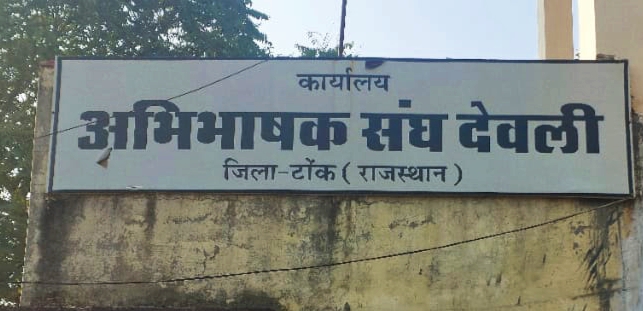 कार्यालय
अभिभाषक संघ देवली
जिला-टोंक ( राजस्थान )